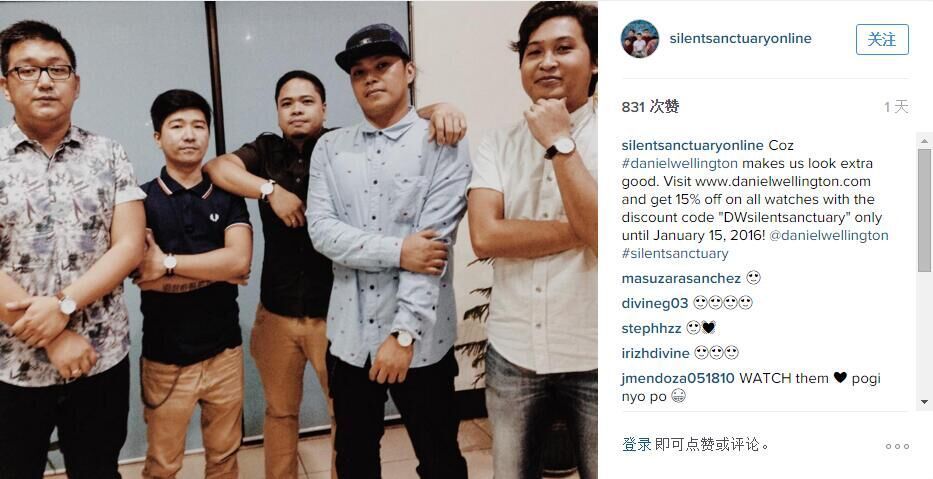 silentsanctuaryonline
关注
831 次赞
1 天
silentsanctuaryonline Coz
#danielwellington makes us look extra
good. Visit www.danielwellington.com
and get 15% off on all watches with the
discount code "DWsilentsanctuary" only
until January 15, 2016! @danielwellington
#silentsanctuary
masuzarasanchez
divineg03
stephhzz
irizhdivine
jmendoza051810 WATCH them ♥ pogi
nyo po
登录 即可点赞或评论。